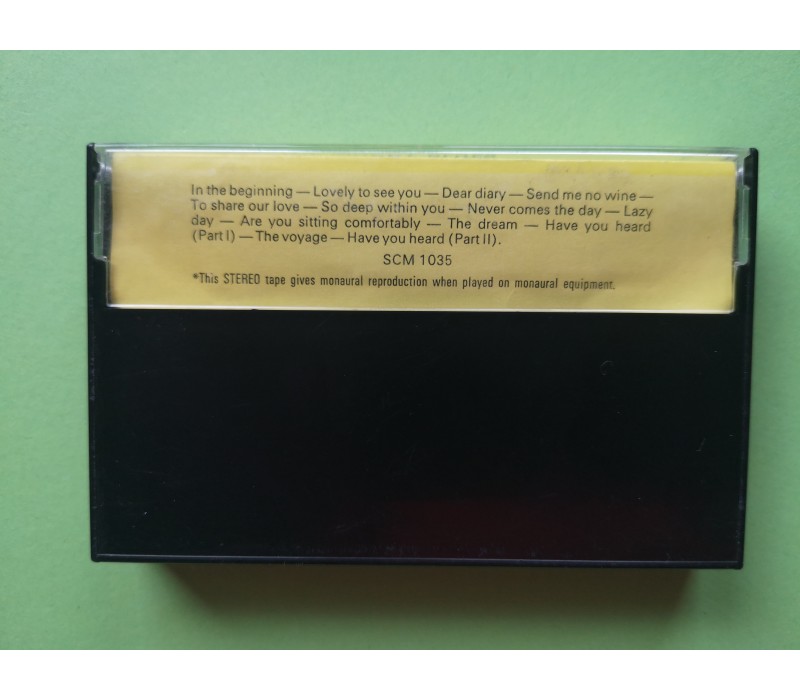 In the beginning — Lovely to see you — Dear diary — Send me no wine —
To share our love — So deep within you — Never comes the day — Lazy
day — Are you sitting comfortably — The dream — Have you heard
(Part I) — The voyage — Have you heard (Part II).
SCM 1035
*This STEREO tape gives monaural reproduction when played on monaural equipment.